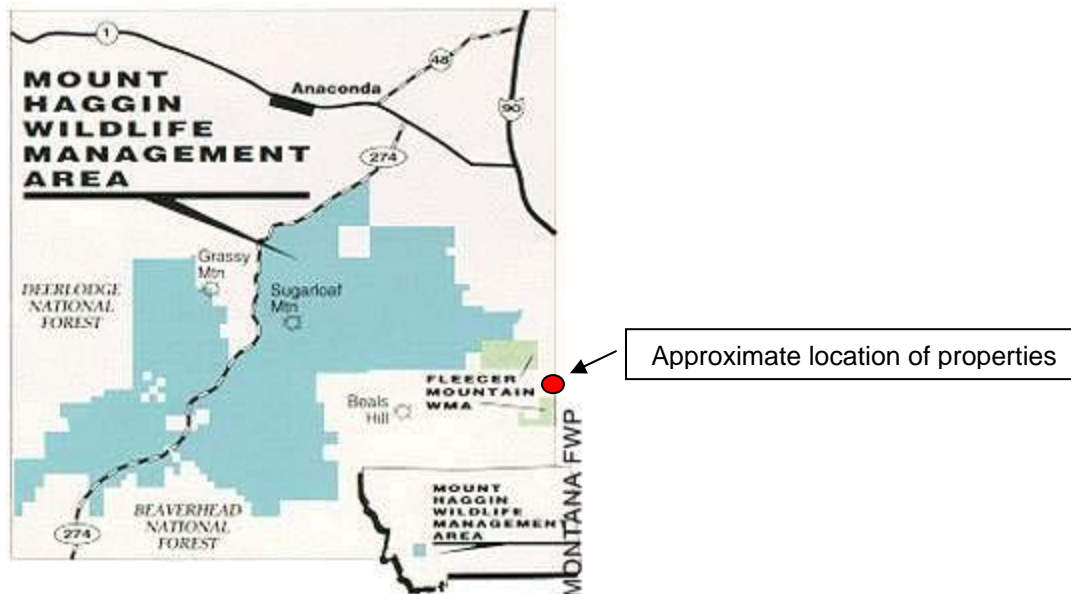 1
48
MOUNT
HAGGIN
WILDLIFE
MANAGEMENT
AREA
Anaconda
90
274
Grassy
Mtn
DEERLODGE
NATIONAL
FOREST
Sugarloaf
Mtn
Approximate location of properties
FLEECER
MOUNTAIN
WMA
Beals
Hill
MONTANA FWP
MOUNT
HAGGIN
WILDLIFE
MANAGEMENT
AREA
BEAVERHEAD
NATIONAL
FOREST
274